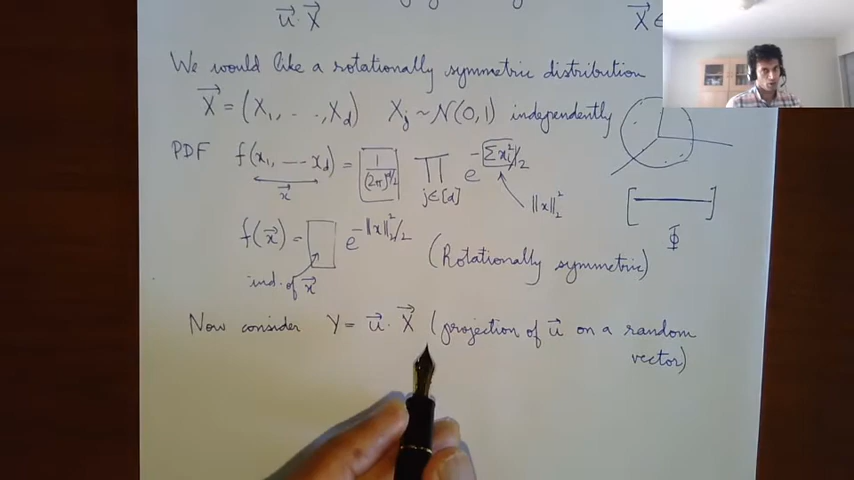 u⃗ · X⃗ X⃗ ∈
We would like a rotationally symmetric distribution
X⃗ = (X₁, . . , X_d) X_j ~ N(0,1) independently
PDF f(x₁, --- x_d) = 1/(2π)^{d/2} ∏_{j∈[d]} e^{-Σx_i²/2}
x⃗ ‖x‖₂²
f(x⃗) = □ e^{-‖x‖₂²/2} (Rotationally symmetric) Φ
ind. of x⃗
Now consider Y = u⃗ · X⃗ (projection of u⃗ on a random
vector)